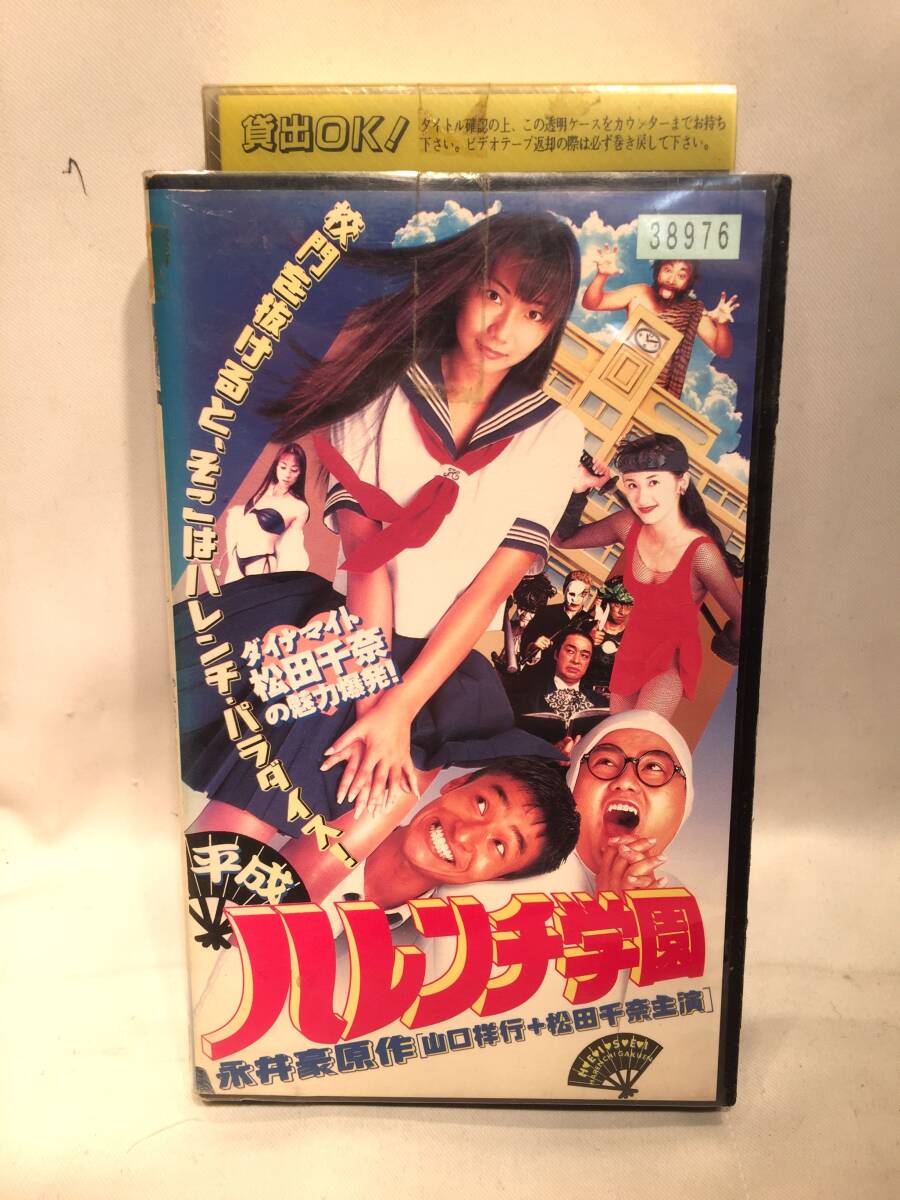 貸出OK!
タイトル確認の上、この透明ケースをカウンターまでお持ち
下さい。ビデオテープ返却の際は必ず巻き戻して下さい。
38976
校門を抜けると、そこはハレンチ・パラダイス!
ダイナマイト
松田千奈
の魅力爆発!
平成
ハレンチ学園
永井豪原作[山口祥行+松田千奈主演]
HEISEI
HARENCHI GAKUEN